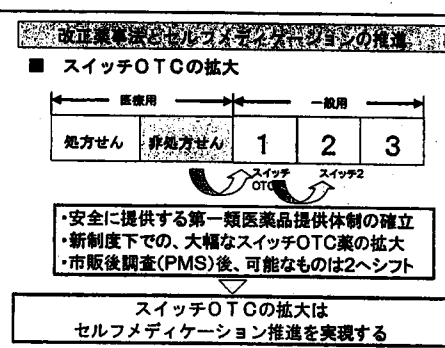 改正薬事法とセルフメディケーションの推進
■ スイッチOTCの拡大
医療用 一般用
処方せん 非処方せん 1 2 3
スイッチOTC スイッチ2
・安全に提供する第一類医薬品提供体制の確立
・新制度下での、大幅なスイッチOTC薬の拡大
・市販後調査(PMS)後、可能なものは2へシフト
スイッチOTCの拡大は
セルフメディケーション推進を実現する